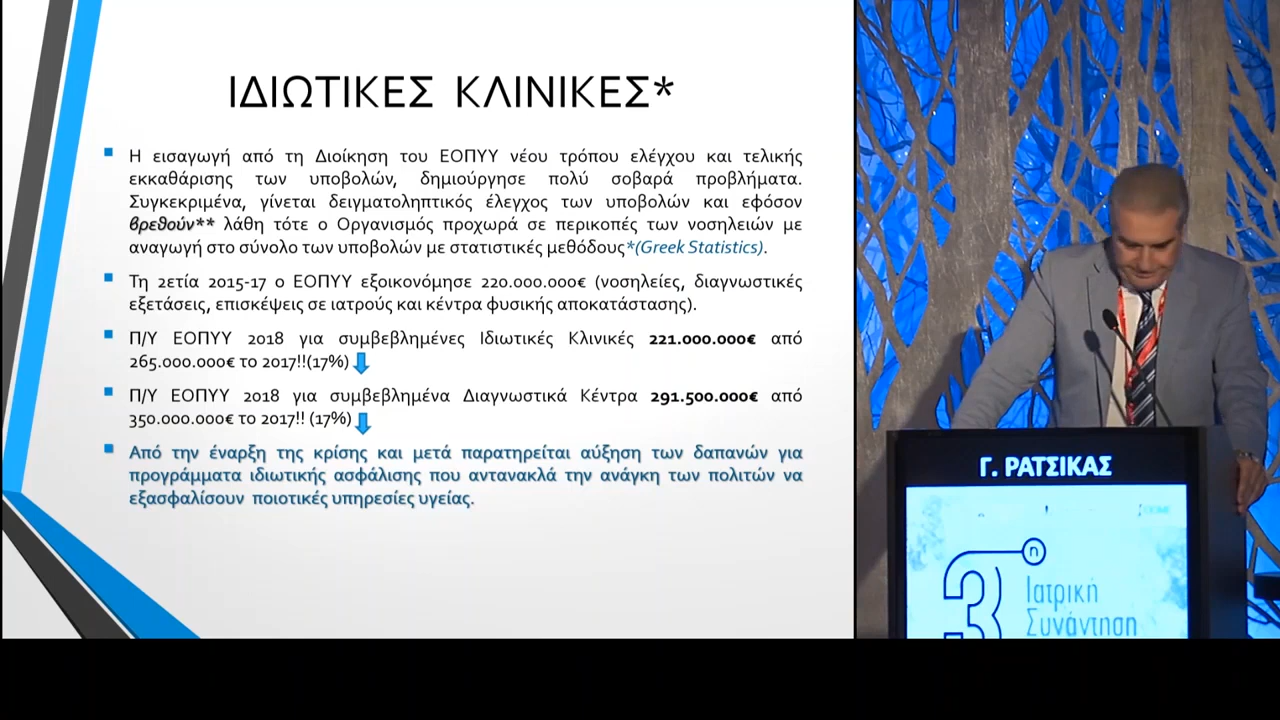 ΙΔΙΩΤΙΚΕΣ ΚΛΙΝΙΚΕΣ*
Η εισαγωγή από τη Διοίκηση του ΕΟΠΥΥ νέου τρόπου ελέγχου και τελικής
εκκαθάρισης των υποβολών, δημιούργησε πολύ σοβαρά προβλήματα.
Συγκεκριμένα, γίνεται δειγματοληπτικός έλεγχος των υποβολών και εφόσον
βρεθούν** λάθη τότε ο Οργανισμός προχωρά σε περικοπές των νοσηλειών με
αναγωγή στο σύνολο των υποβολών με στατιστικές μεθόδους*(Greek Statistics).
Τη 2ετία 2015-17 ο ΕΟΠΥΥ εξοικονόμησε 220.000.000€ (νοσηλείες, διαγνωστικές
εξετάσεις, επισκέψεις σε ιατρούς και κέντρα φυσικής αποκατάστασης).
Π/Υ ΕΟΠΥΥ 2018 για συμβεβλημένες Ιδιωτικές Κλινικές 221.000.000€ από
265.000.000€ το 2017!!(17%)
Π/Υ ΕΟΠΥΥ 2018 για συμβεβλημένα Διαγνωστικά Κέντρα 291.500.000€ από
350.000.000€ το 2017!! (17%)
Από την έναρξη της κρίσης και μετά παρατηρείται αύξηση των δαπανών για
προγράμματα ιδιωτικής ασφάλισης που αντανακλά την ανάγκη των πολιτών να
εξασφαλίσουν ποιοτικές υπηρεσίες υγείας.
Γ. ΡΑΤΣΙΚΑΣ
3η
Ιατρική
Συνάντηση